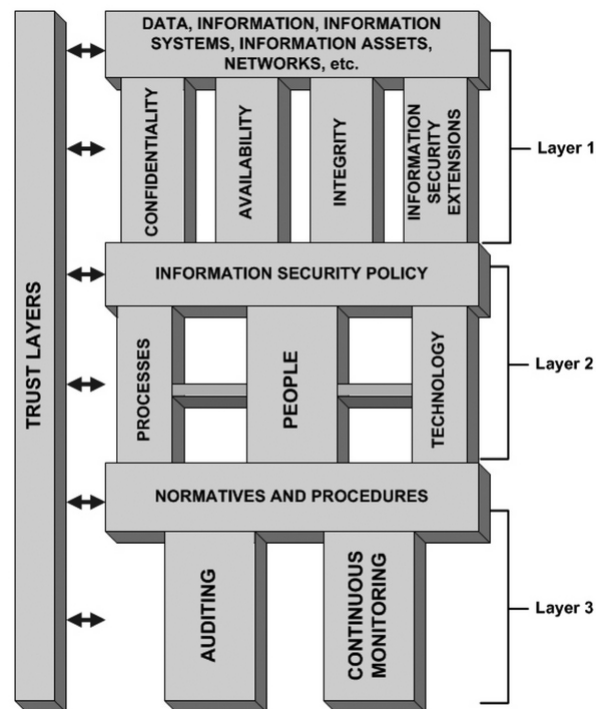 DATA, INFORMATION, INFORMATION
SYSTEMS, INFORMATION ASSETS,
NETWORKS, etc.
CONFIDENTIALITY
AVAILABILITY
INTEGRITY
INFORMATION
SECURITY
EXTENSIONS
Layer 1
TRUST LAYERS
INFORMATION SECURITY POLICY
PROCESSES
PEOPLE
TECHNOLOGY
Layer 2
NORMATIVES AND PROCEDURES
AUDITING
CONTINUOUS
MONITORING
Layer 3